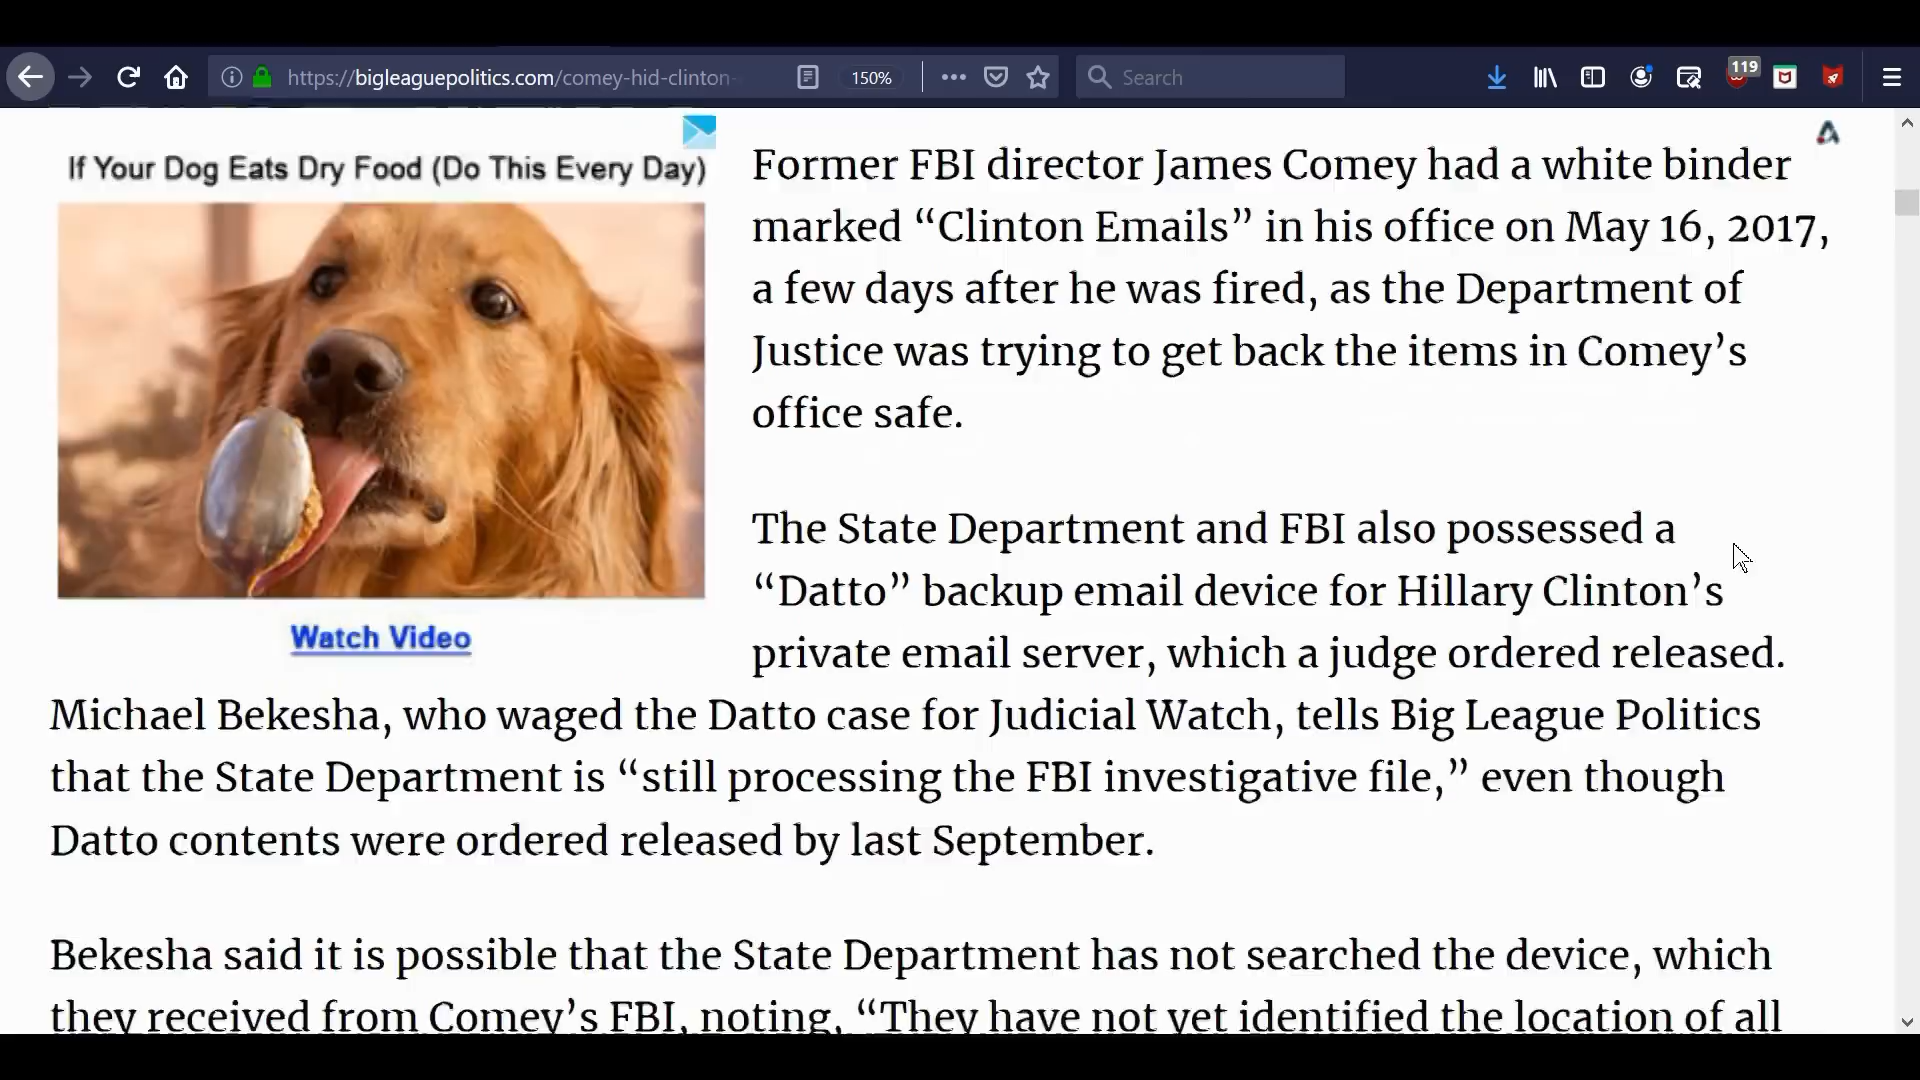 https://bigleaguepolitics.com/comey-hid-clinton-
150%
Search
119
If Your Dog Eats Dry Food (Do This Every Day)
Watch Video
Former FBI director James Comey had a white binder
marked “Clinton Emails” in his office on May 16, 2017,
a few days after he was fired, as the Department of
Justice was trying to get back the items in Comey’s
office safe.
The State Department and FBI also possessed a
“Datto” backup email device for Hillary Clinton’s
private email server, which a judge ordered released.
Michael Bekesha, who waged the Datto case for Judicial Watch, tells Big League Politics
that the State Department is “still processing the FBI investigative file,” even though
Datto contents were ordered released by last September.
Bekesha said it is possible that the State Department has not searched the device, which
they received from Comey’s FBI, noting, “They have not yet identified the location of all